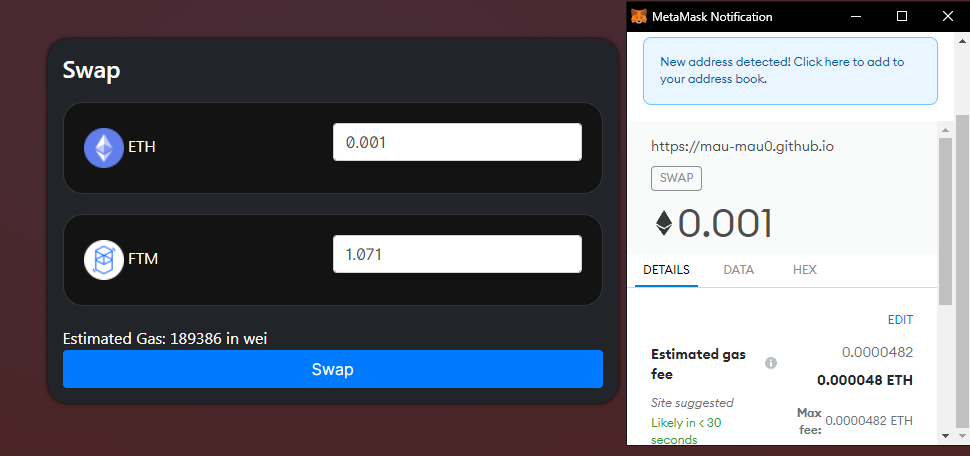 Swap
ETH
0.001
FTM
1.071
Estimated Gas: 189386 in wei
Swap
MetaMask Notification
New address detected! Click here to add to
your address book.
https://mau-mau0.github.io
SWAP
0.001
DETAILS DATA HEX
EDIT
Estimated gas
fee
0.0000482
0.000048 ETH
Site suggested
Likely in < 30
seconds
Max
fee:
0.0000482 ETH